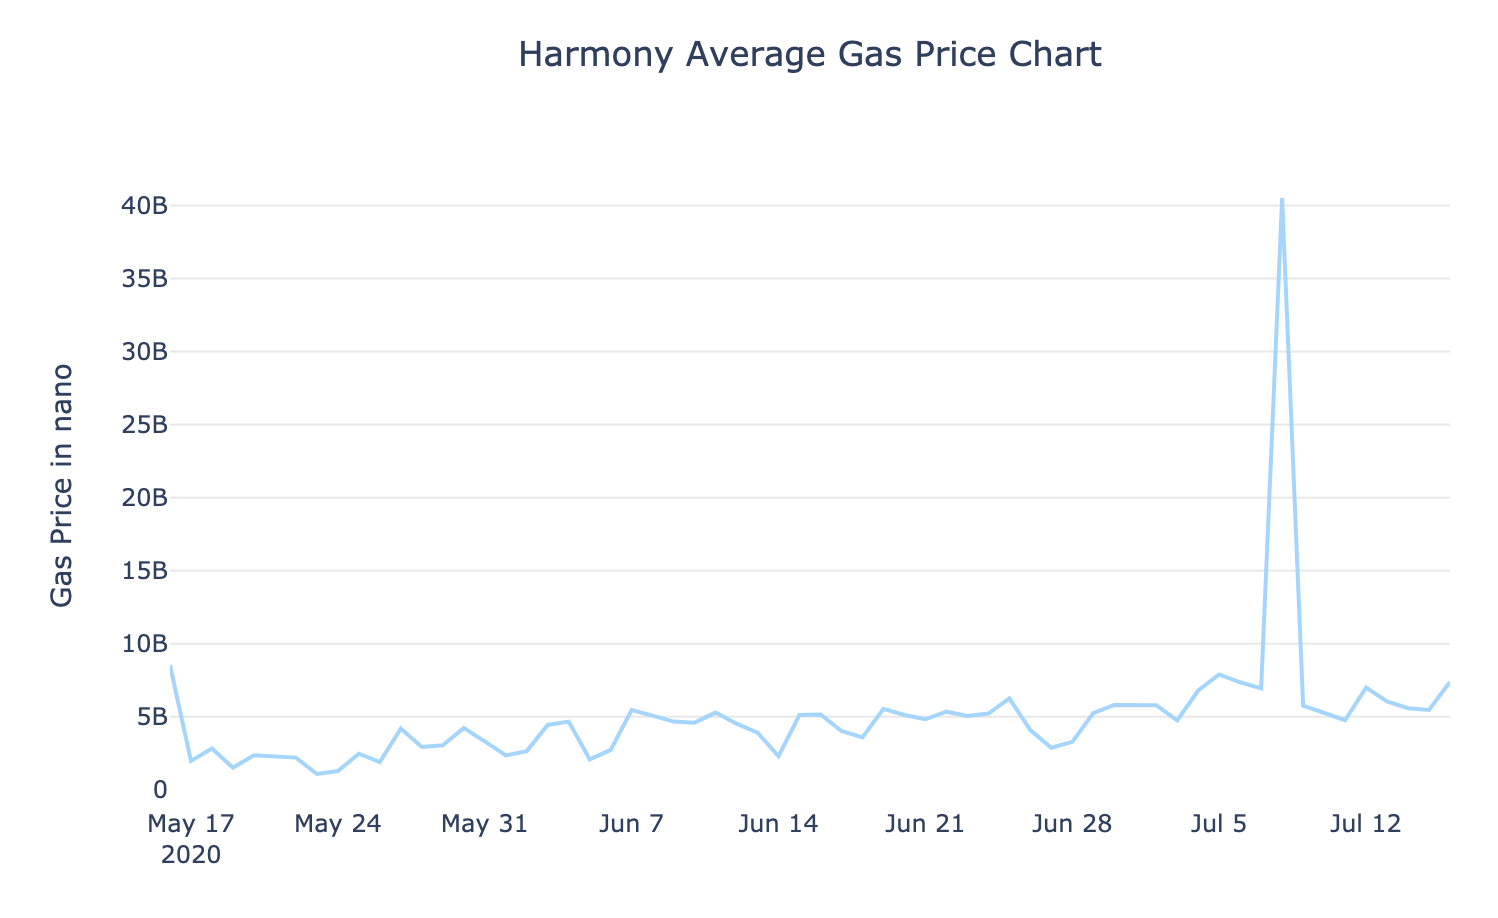 Harmony Average Gas Price Chart
Gas Price in nano
40B
35B
30B
25B
20B
15B
10B
5B
0
May 17 May 24 May 31 Jun 7 Jun 14 Jun 21 Jun 28 Jul 5 Jul 12
2020